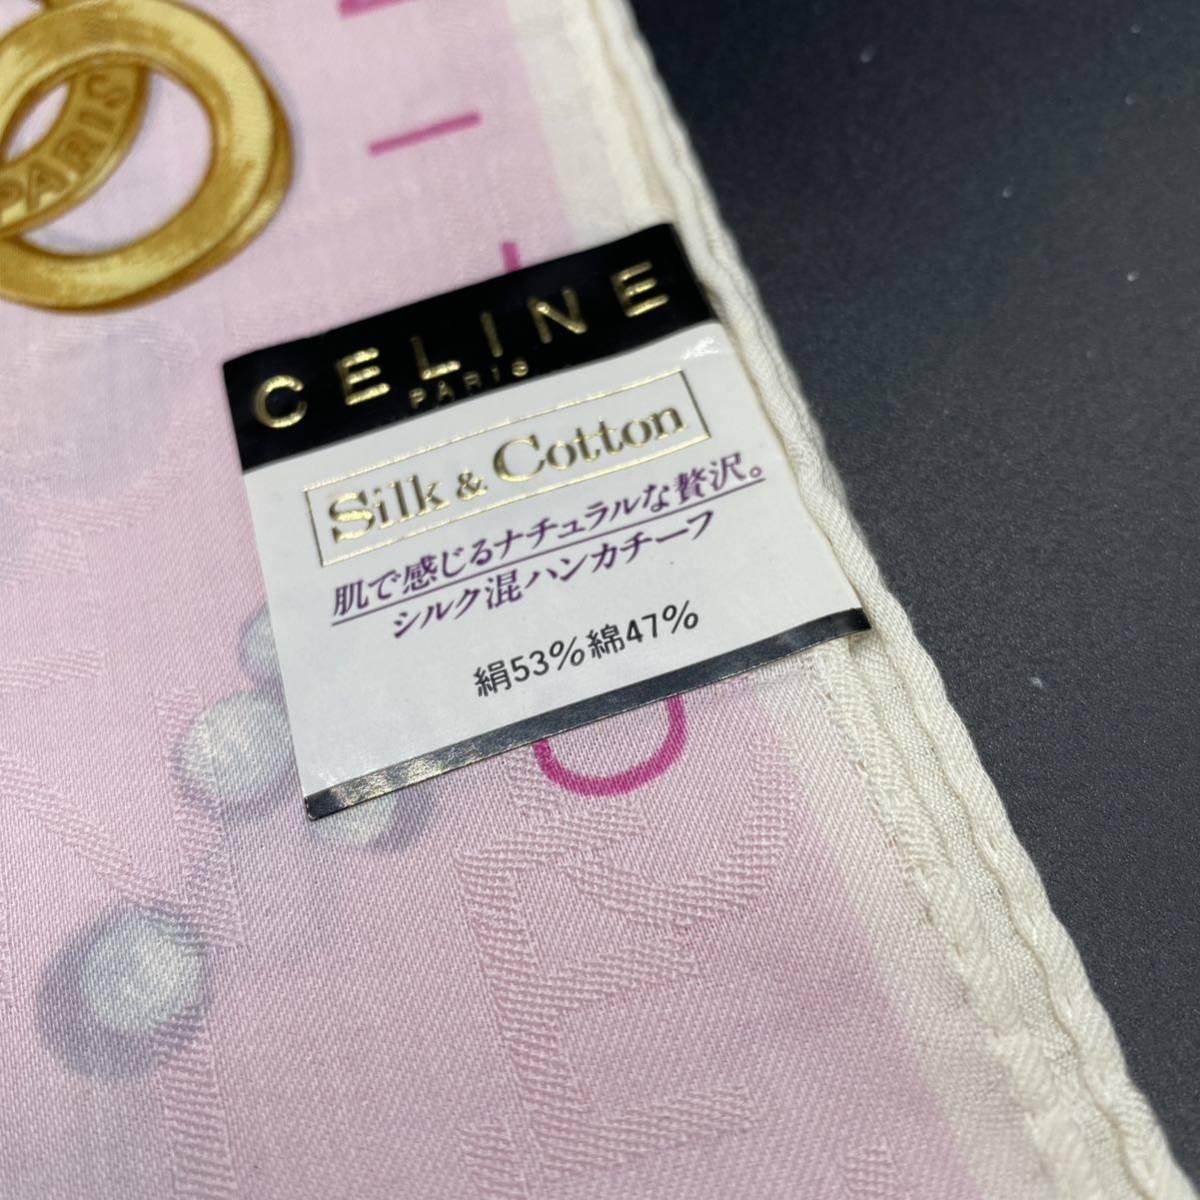 PARIS
CELINE
PARIS
Silk & Cotton
肌で感じるナチュラルな贅沢。
シルク混ハンカチーフ
絹53%綿47%